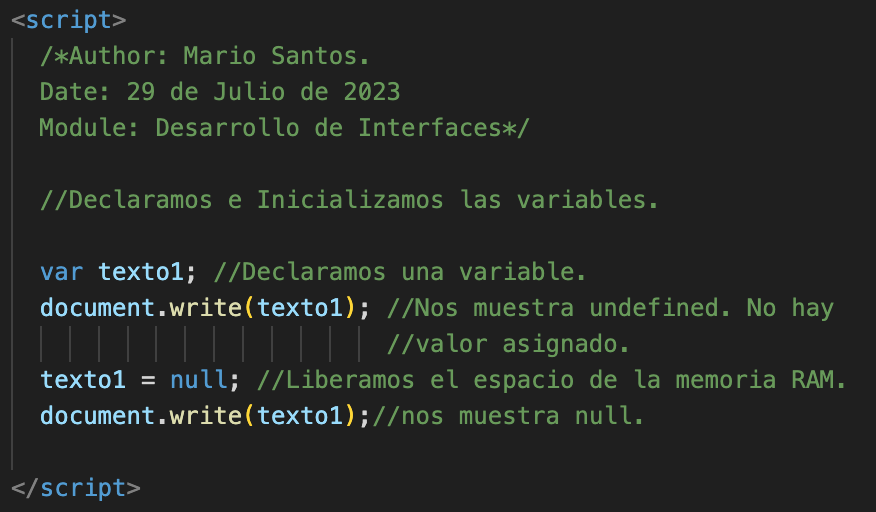 <script>
/*Author: Mario Santos.
Date: 29 de Julio de 2023
Module: Desarrollo de Interfaces*/
//Declaramos e Inicializamos las variables.
var texto1; //Declaramos una variable.
document.write(texto1); //Nos muestra undefined. No hay
//valor asignado.
texto1 = null; //Liberamos el espacio de la memoria RAM.
document.write(texto1);//nos muestra null.
</script>